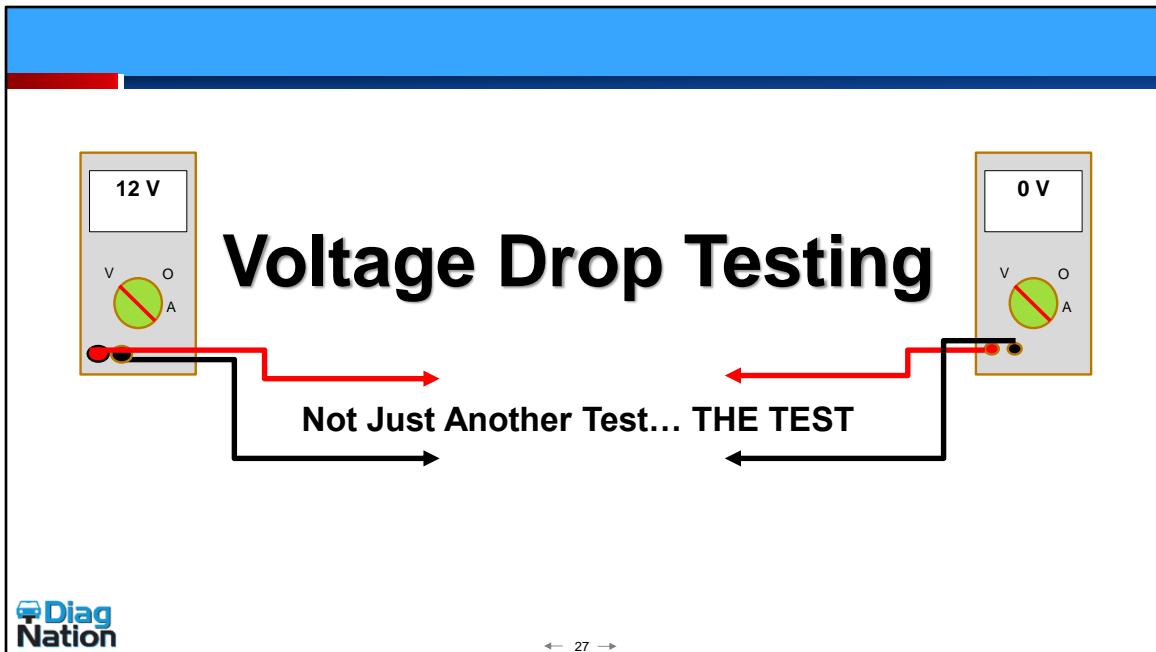 12 V
V O
A
Voltage Drop Testing
0 V
V O
A
Not Just Another Test... THE TEST
Diag
Nation
← 27 →